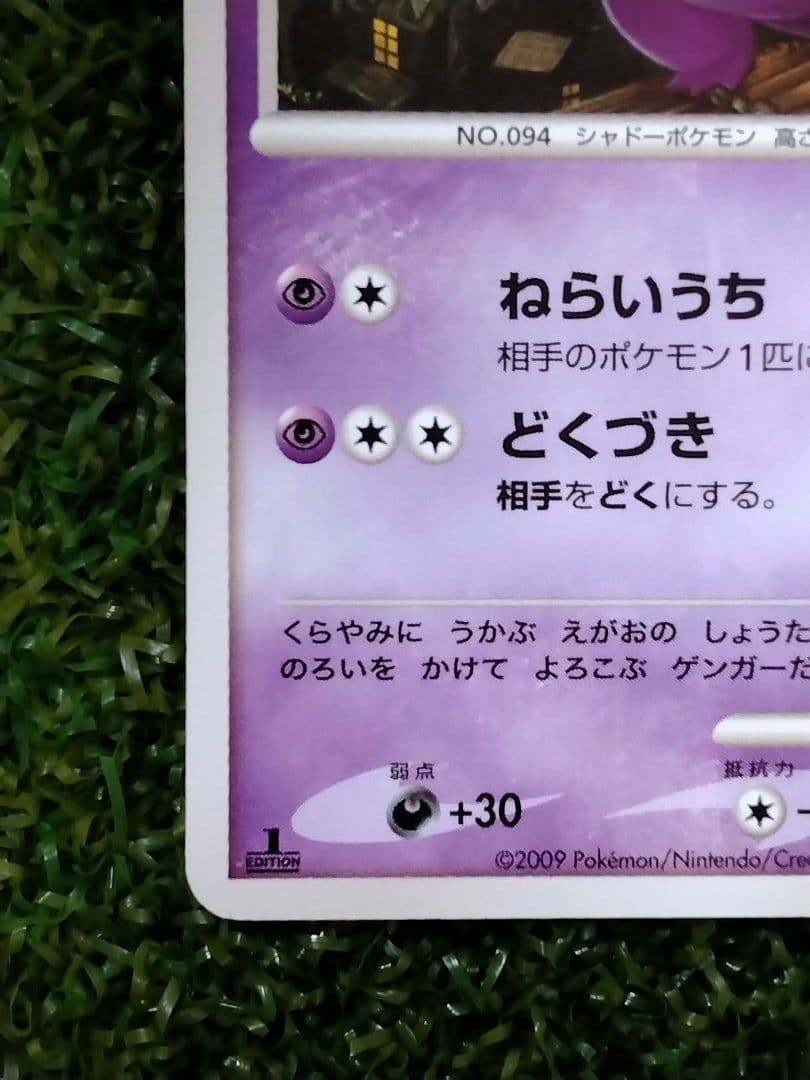 NO.094 シャドーポケモン 高さ
ねらいうち
相手のポケモン1匹に
どくづき
相手をどくにする。
くらやみに うかぶ えがおの しょうた
のろいを かけて よろこぶ ゲンガーだ
弱点 抵抗力
+30
1
EDITION
©2009 Pokémon/Nintendo/Cre